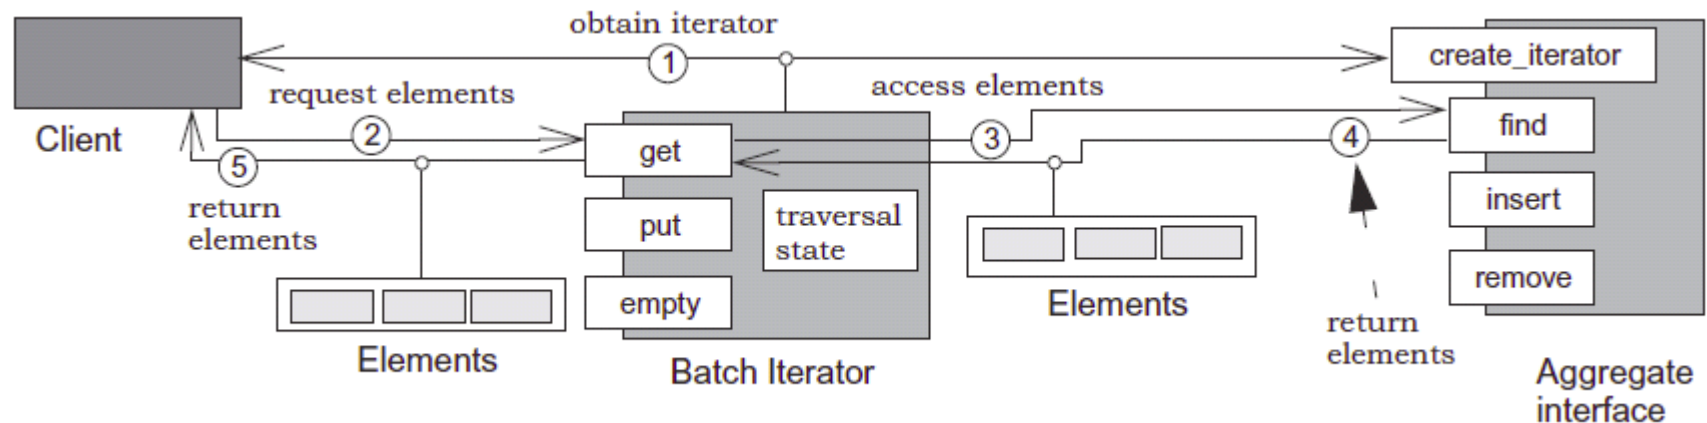 obtain iterator
1
create_iterator
request elements
access elements
Client
2
get
3
4
find
5
return
elements
put
traversal
state
insert
empty
remove
Elements
Elements
return
elements
Batch Iterator
Aggregate
interface